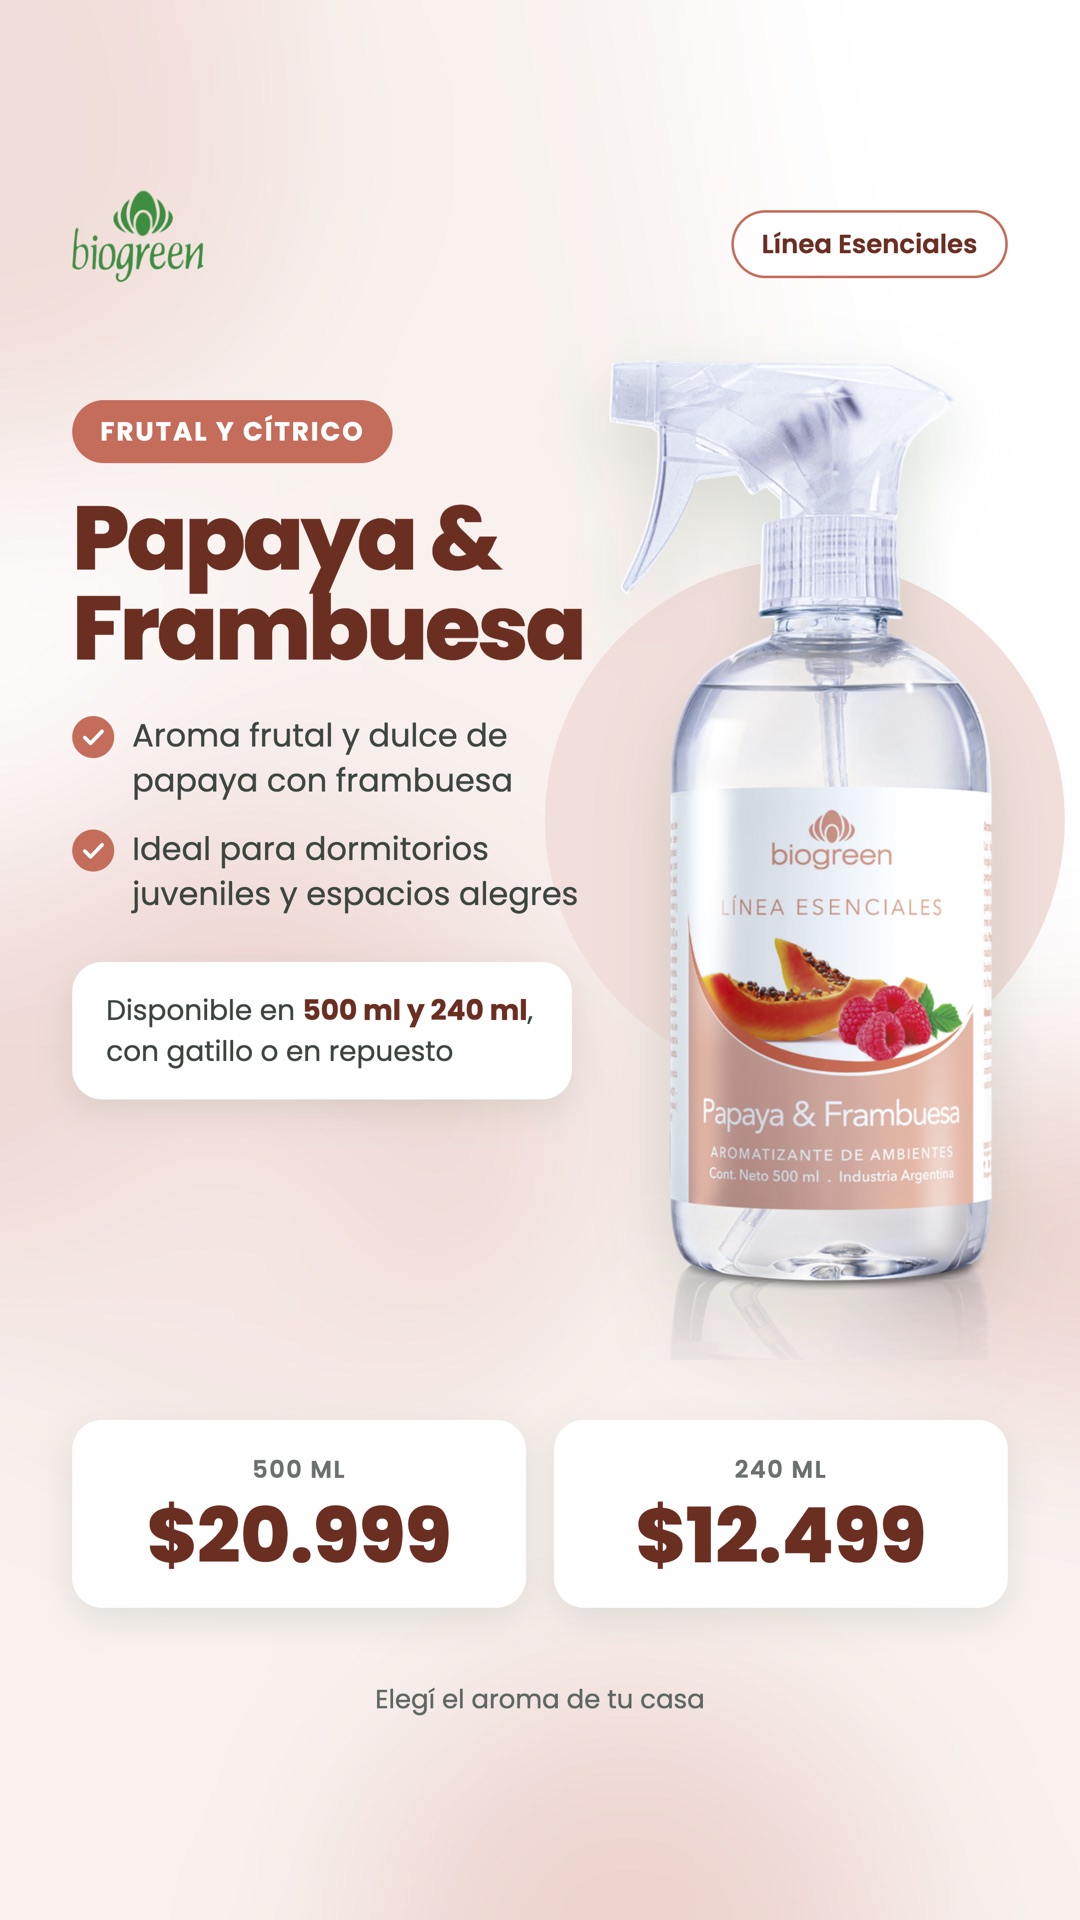 biogreen
Línea Esenciales
FRUTAL Y CÍTRICO
Papaya &
Frambuesa
Aroma frutal y dulce de
papaya con frambuesa
Ideal para dormitorios
juveniles y espacios alegres
Disponible en 500 ml y 240 ml,
con gatillo o en repuesto
biogreen
LÍNEA ESENCIALES
Papaya & Frambuesa
AROMATIZANTE DE AMBIENTES
Cont. Neto 500 ml . Industria Argentina
500 ML
$20.999
240 ML
$12.499
Elegí el aroma de tu casa